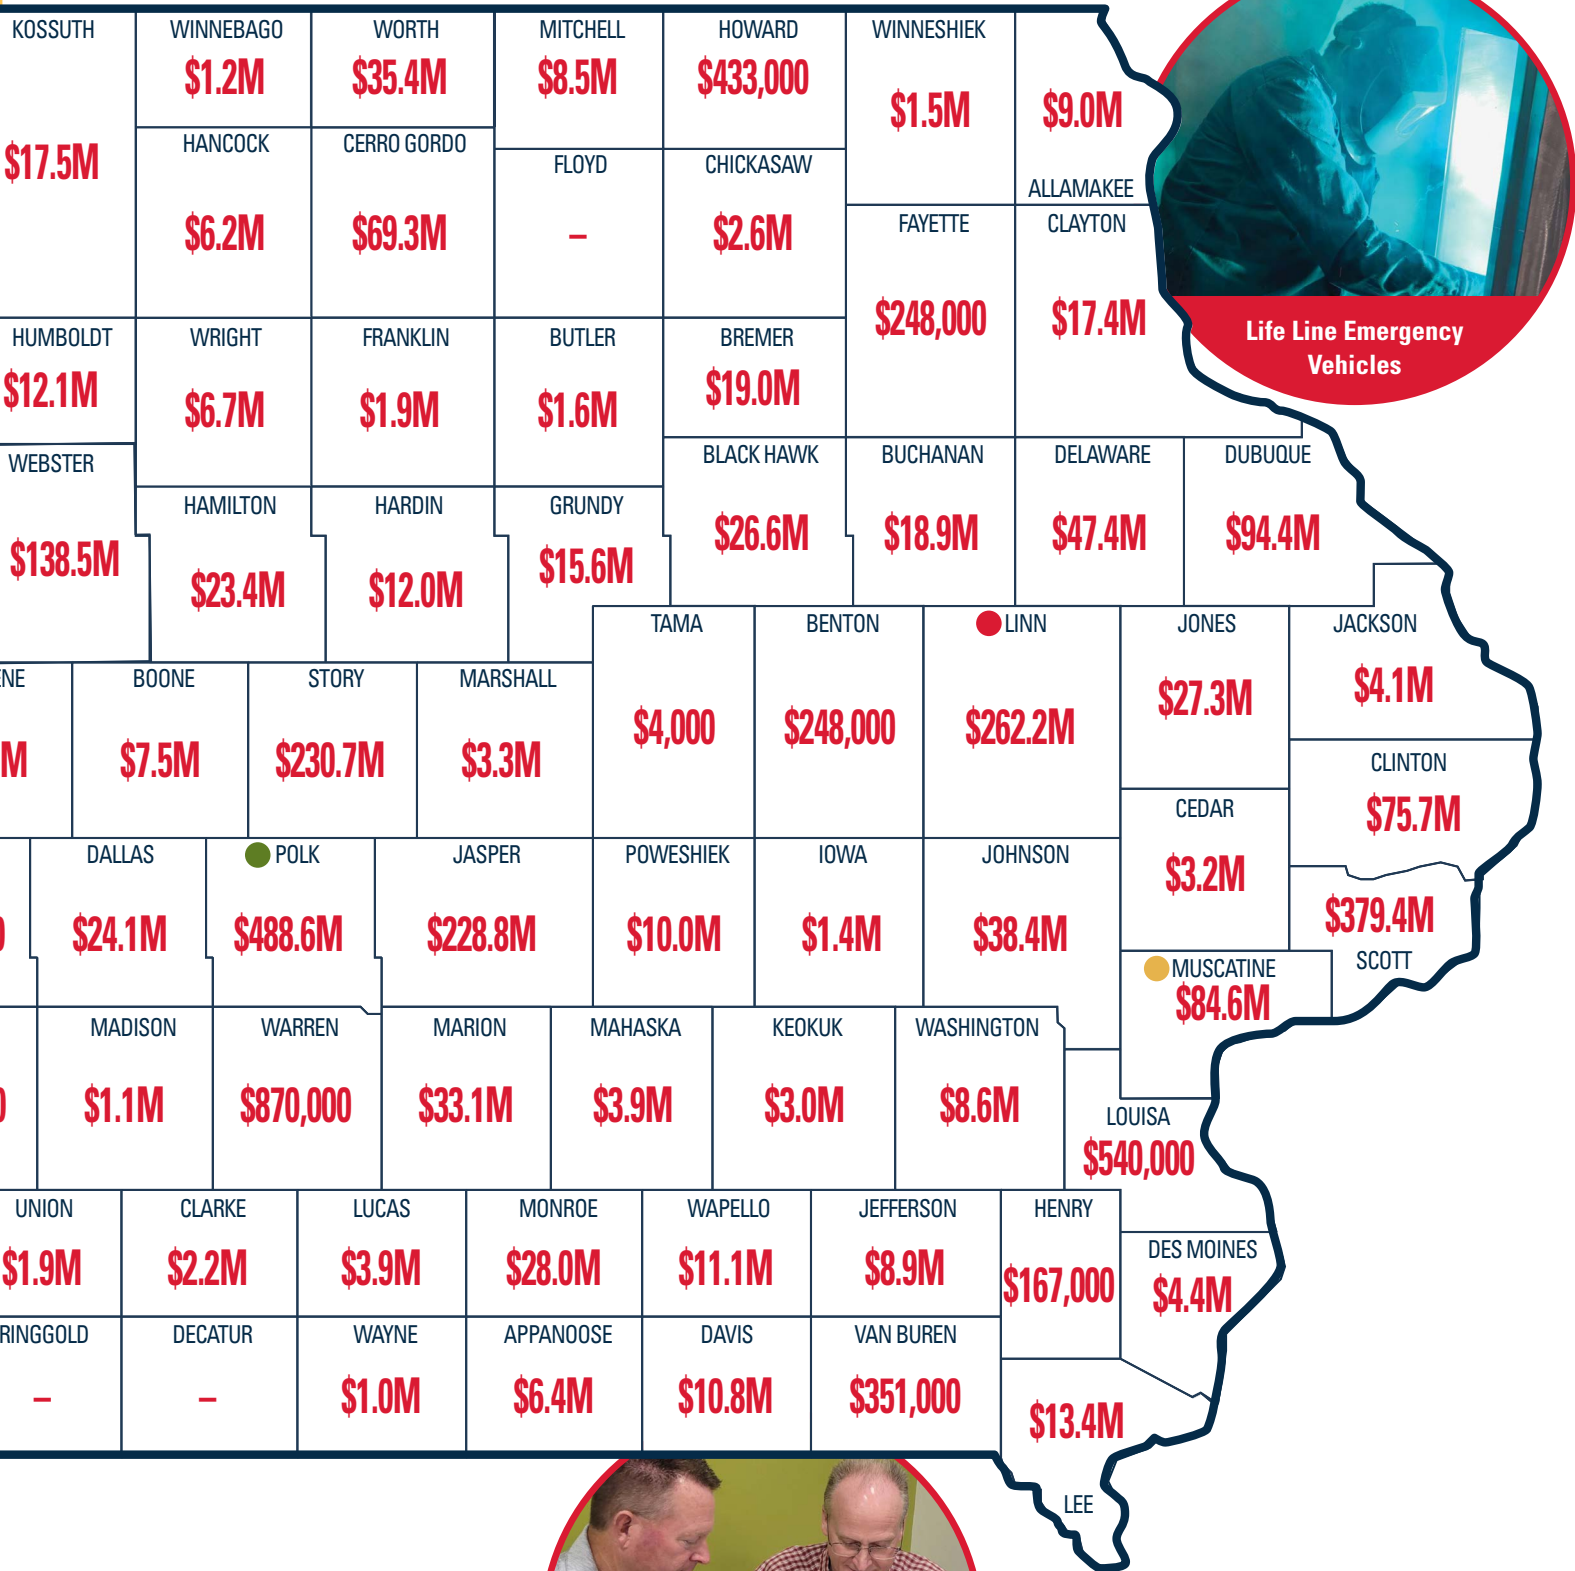 KOSSUTH
$17.5M
WINNEBAGO
$1.2M
WORTH
$35.4M
MITCHELL
$8.5M
HOWARD
$433,000
WINNESHIEK
$1.5M
$9.0M
ALLAMAKEE
HANCOCK
$6.2M
CERRO GORDO
$69.3M
FLOYD
–
CHICKASAW
$2.6M
FAYETTE
$248,000
CLAYTON
$17.4M
Life Line Emergency
Vehicles
HUMBOLDT
$12.1M
WRIGHT
$6.7M
FRANKLIN
$1.9M
BUTLER
$1.6M
BREMER
$19.0M
WEBSTER
$138.5M
HAMILTON
$23.4M
HARDIN
$12.0M
GRUNDY
$15.6M
BLACK HAWK
$26.6M
BUCHANAN
$18.9M
DELAWARE
$47.4M
DUBUQUE
$94.4M
ENE
M
BOONE
$7.5M
STORY
$230.7M
MARSHALL
$3.3M
TAMA
$4,000
BENTON
$248,000
LINN
$262.2M
JONES
$27.3M
JACKSON
$4.1M
CLINTON
$75.7M
CEDAR
$3.2M
$379.4M
SCOTT
0
DALLAS
$24.1M
POLK
$488.6M
JASPER
$228.8M
POWESHIEK
$10.0M
IOWA
$1.4M
JOHNSON
$38.4M
MUSCATINE
$84.6M
0
MADISON
$1.1M
WARREN
$870,000
MARION
$33.1M
MAHASKA
$3.9M
KEOKUK
$3.0M
WASHINGTON
$8.6M
LOUISA
$540,000
UNION
$1.9M
CLARKE
$2.2M
LUCAS
$3.9M
MONROE
$28.0M
WAPELLO
$11.1M
JEFFERSON
$8.9M
HENRY
$167,000
DES MOINES
$4.4M
RINGGOLD
–
DECATUR
–
WAYNE
$1.0M
APPANOOSE
$6.4M
DAVIS
$10.8M
VAN BUREN
$351,000
$13.4M
LEE